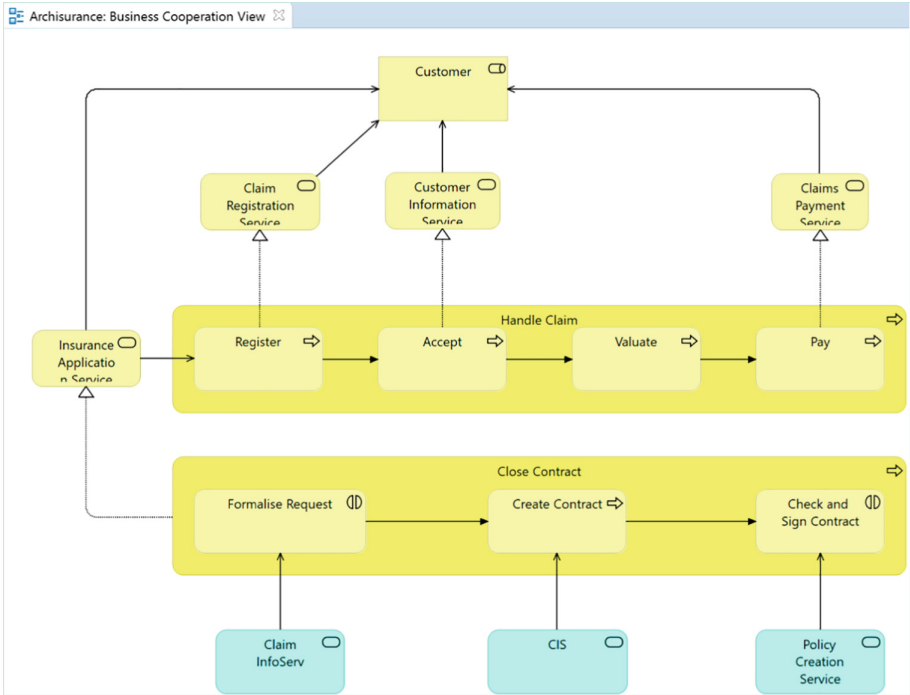 Archisurance: Business Cooperation View
Customer
Claim
Registration
Service
Customer
Information
Service
Claims
Payment
Service
Handle Claim
Insurance
Applicatio
n Service
Register
Accept
Valuate
Pay
Close Contract
Formalise Request
Create Contract
Check and
Sign Contract
Claim
InfoServ
CIS
Policy
Creation
Service